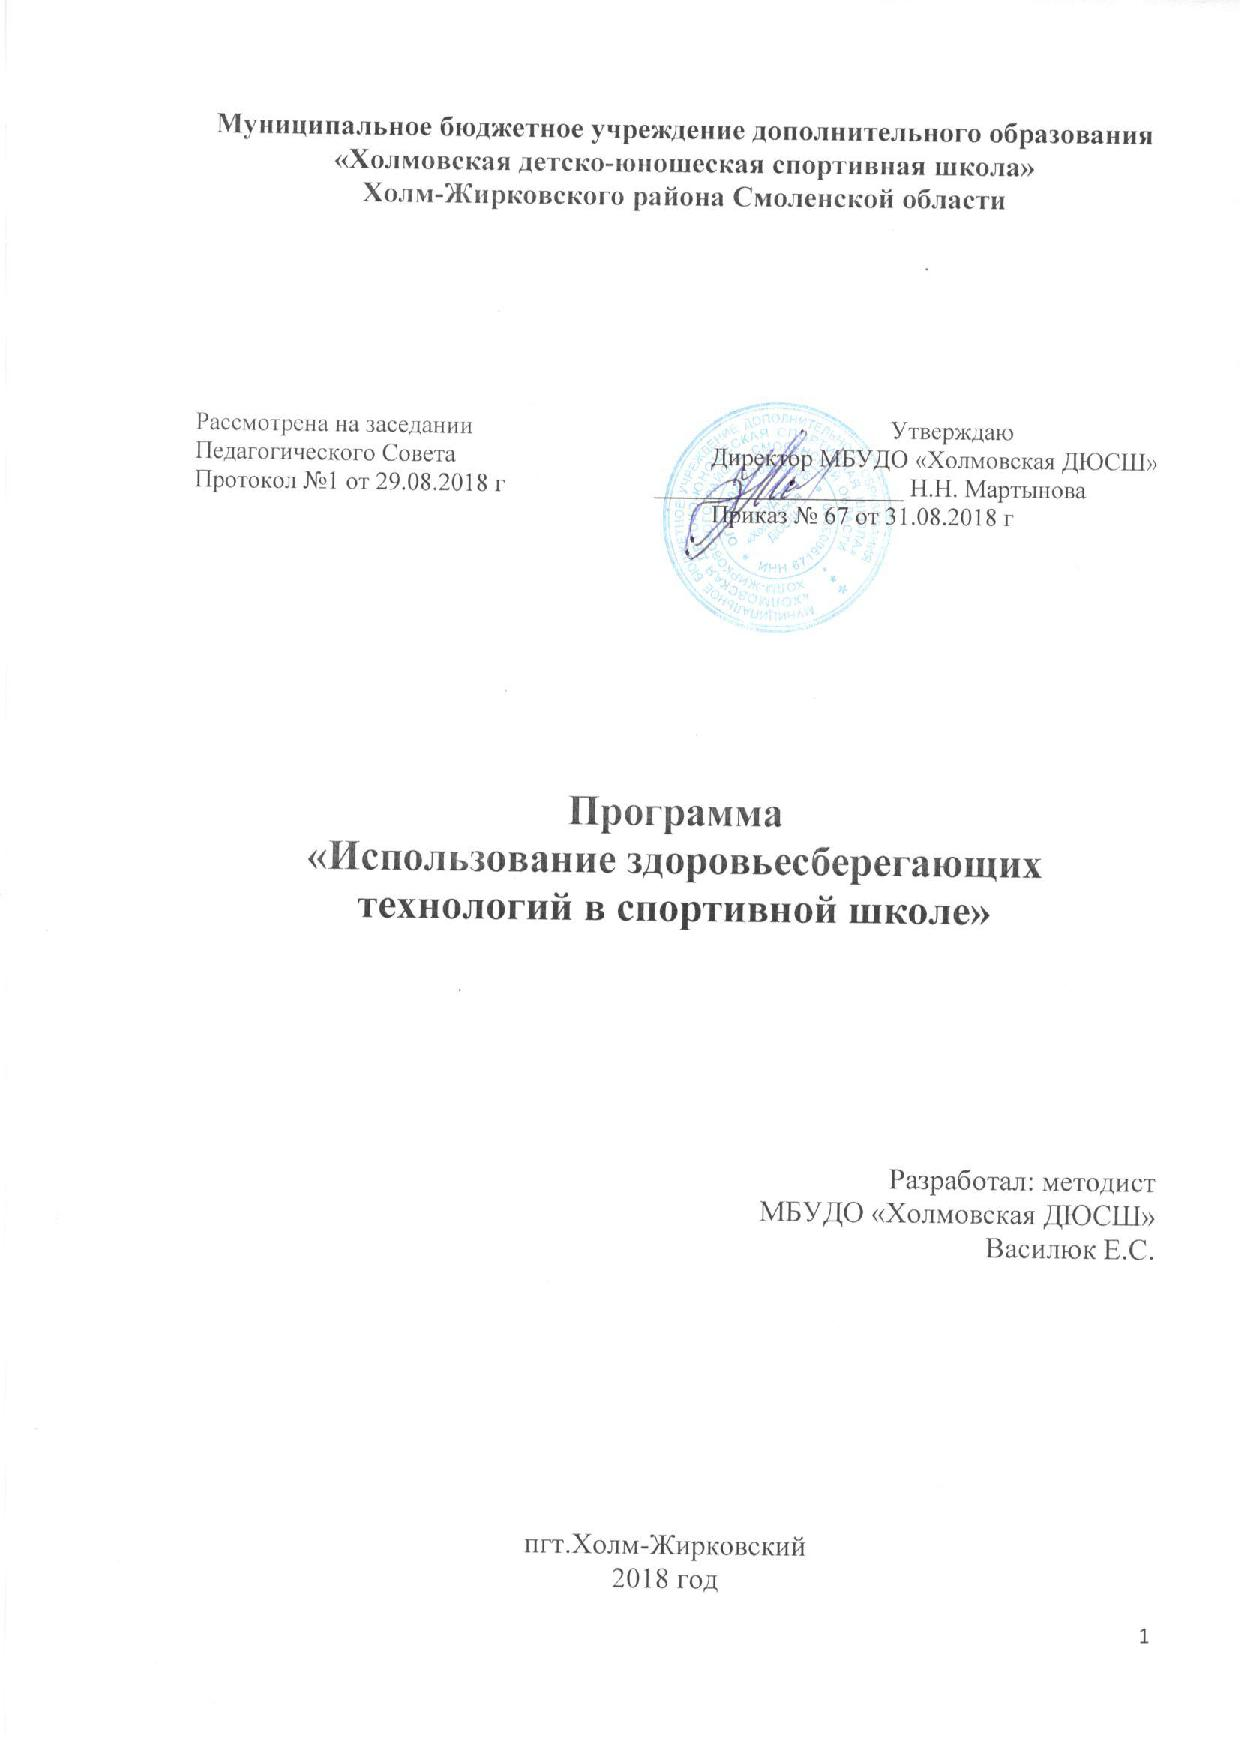 Муниципальное бюджетное учреждение дополнительного образования
«Холмовская детско-юношеская спортивная школа»
Холм-Жирковского района Смоленской области
Рассмотрена на заседании
Педагогического Совета
Протокол №1 от 29.08.2018 г
Утверждаю
Директор МБУДО «Холмовская ДЮСШ»
Н.Н. Мартынова
Приказ № 67 от 31.08.2018 г
Программа
«Использование здоровьесберегающих
технологий в спортивной школе»
Разработал: методист
МБУДО «Холмовская ДЮСШ»
Василюк Е.С.
пгт.Холм-Жирковский
2018 год
1